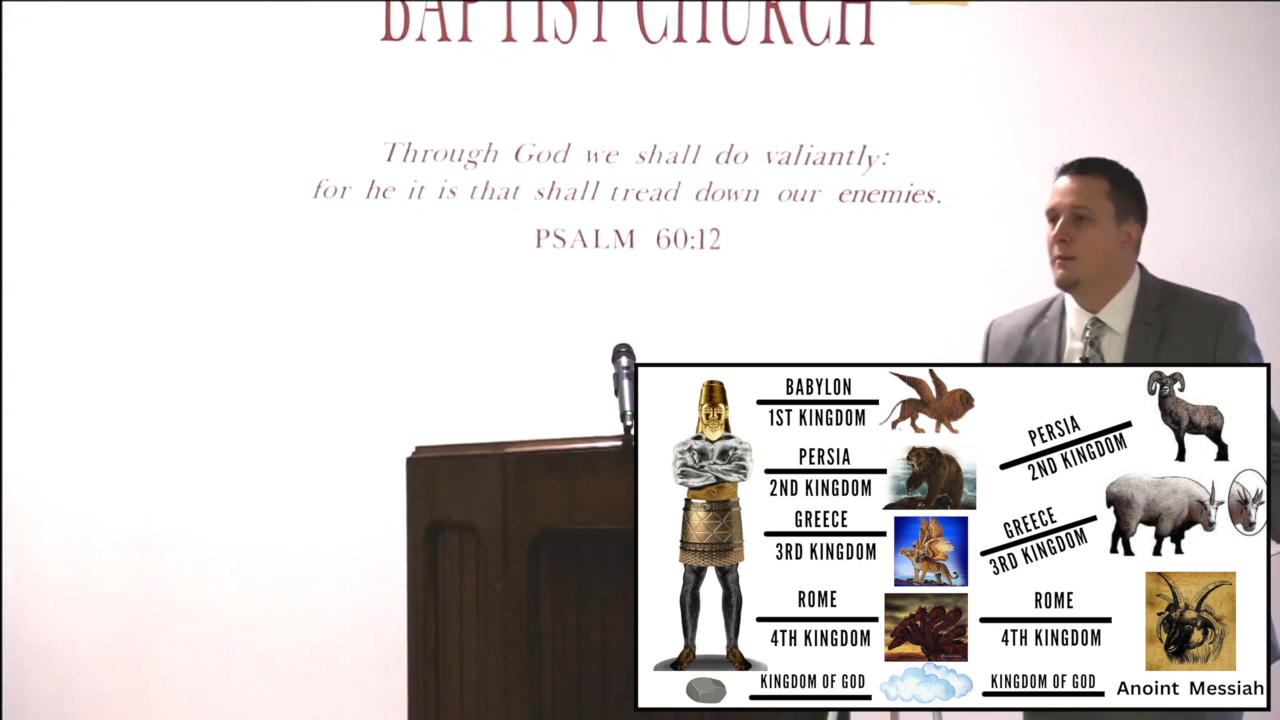 BAPTIST CHURCH
Through God we shall do valiantly:
for he it is that shall tread down our enemies.
PSALM 60:12
BABYLON
1ST KINGDOM
PERSIA
2ND KINGDOM
GREECE
3RD KINGDOM
ROME
4TH KINGDOM
KINGDOM OF GOD
PERSIA
2ND KINGDOM
GREECE
3RD KINGDOM
ROME
4TH KINGDOM
KINGDOM OF GOD
Anoint Messiah